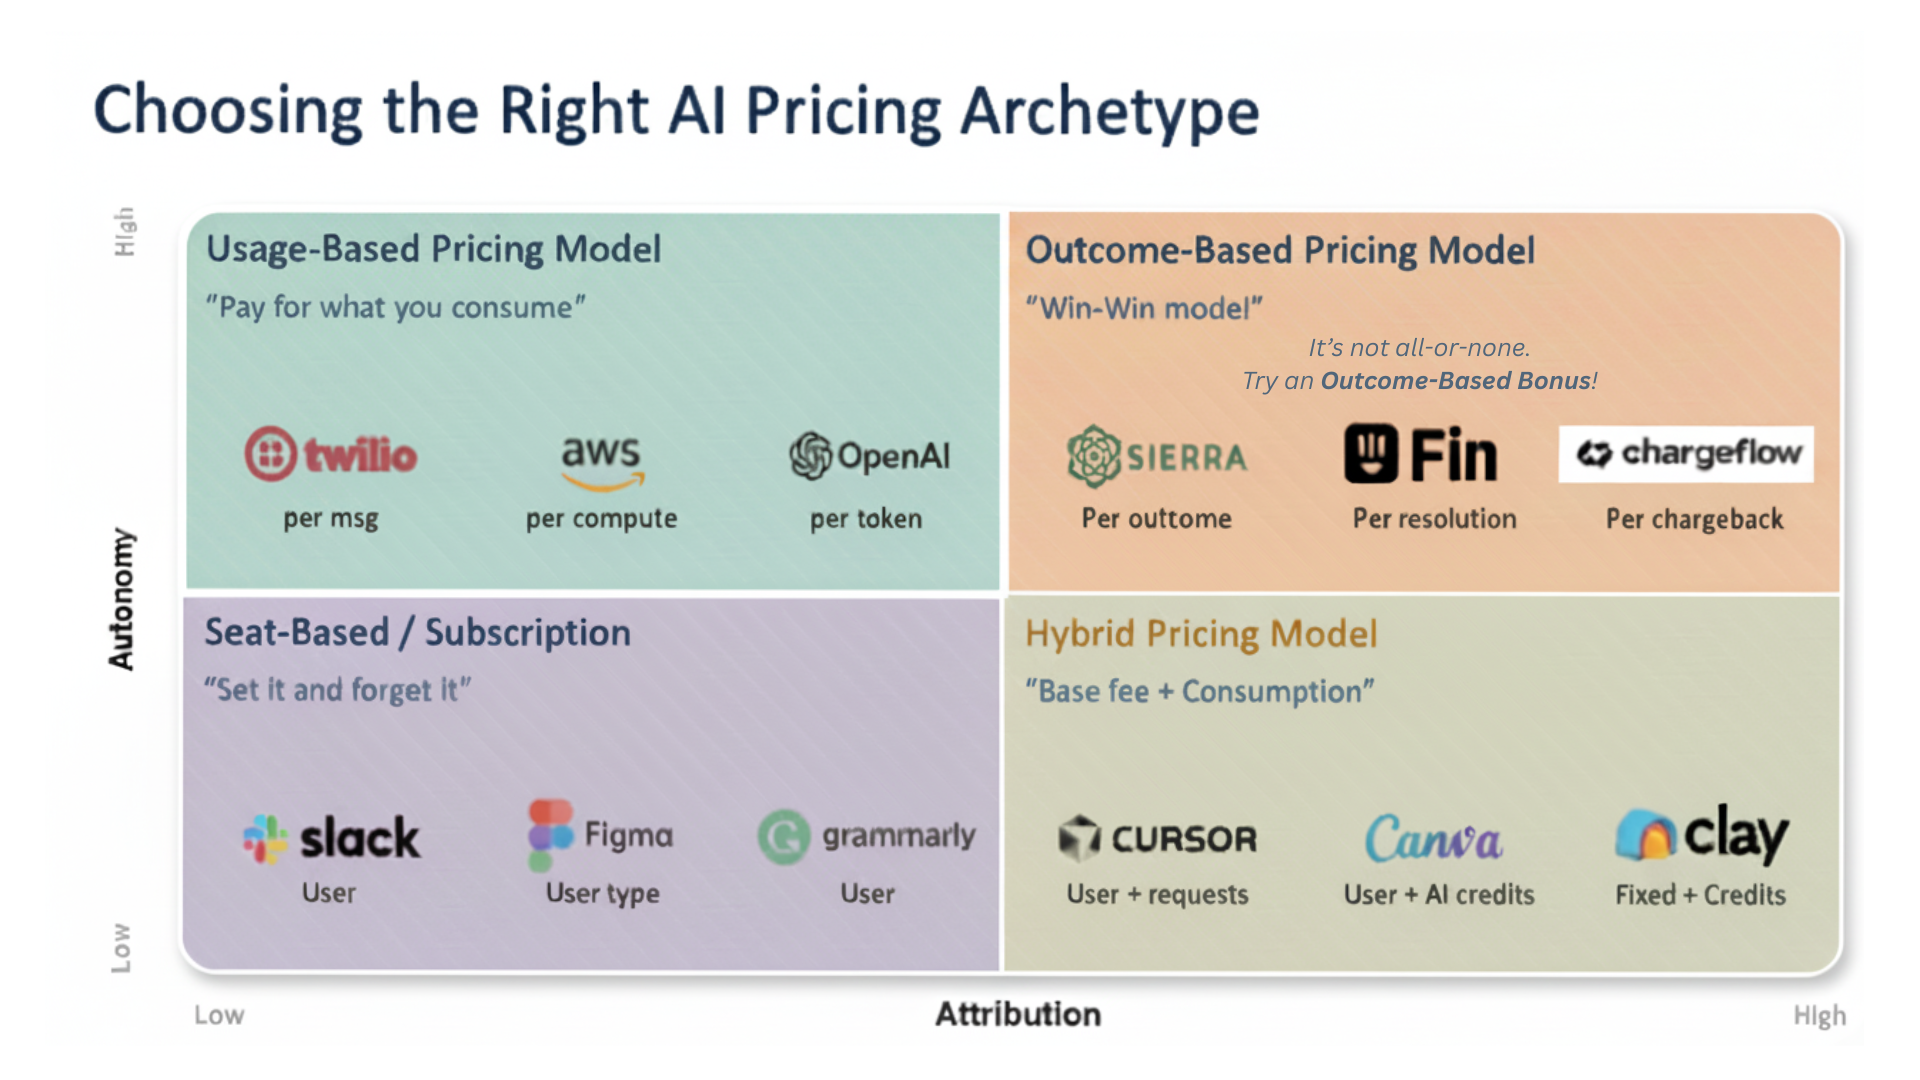 Choosing the Right AI Pricing Archetype
HIgh
Autonomy
Low
Usage-Based Pricing Model
"Pay for what you consume"
twilio
aws
OpenAI
per msg
per compute
per token
Outcome-Based Pricing Model
"Win-Win model"
It's not all-or-none.
Try an Outcome-Based Bonus!
SIERRA
Fin
chargeflow
Per outtome
Per resolution
Per chargeback
Seat-Based / Subscription
"Set it and forget it"
slack
Figma
grammarly
User
User type
User
Hybrid Pricing Model
"Base fee + Consumption"
CURSOR
Canva
clay
User + requests
User + AI credits
Fixed + Credits
Low
Attribution
HIgh